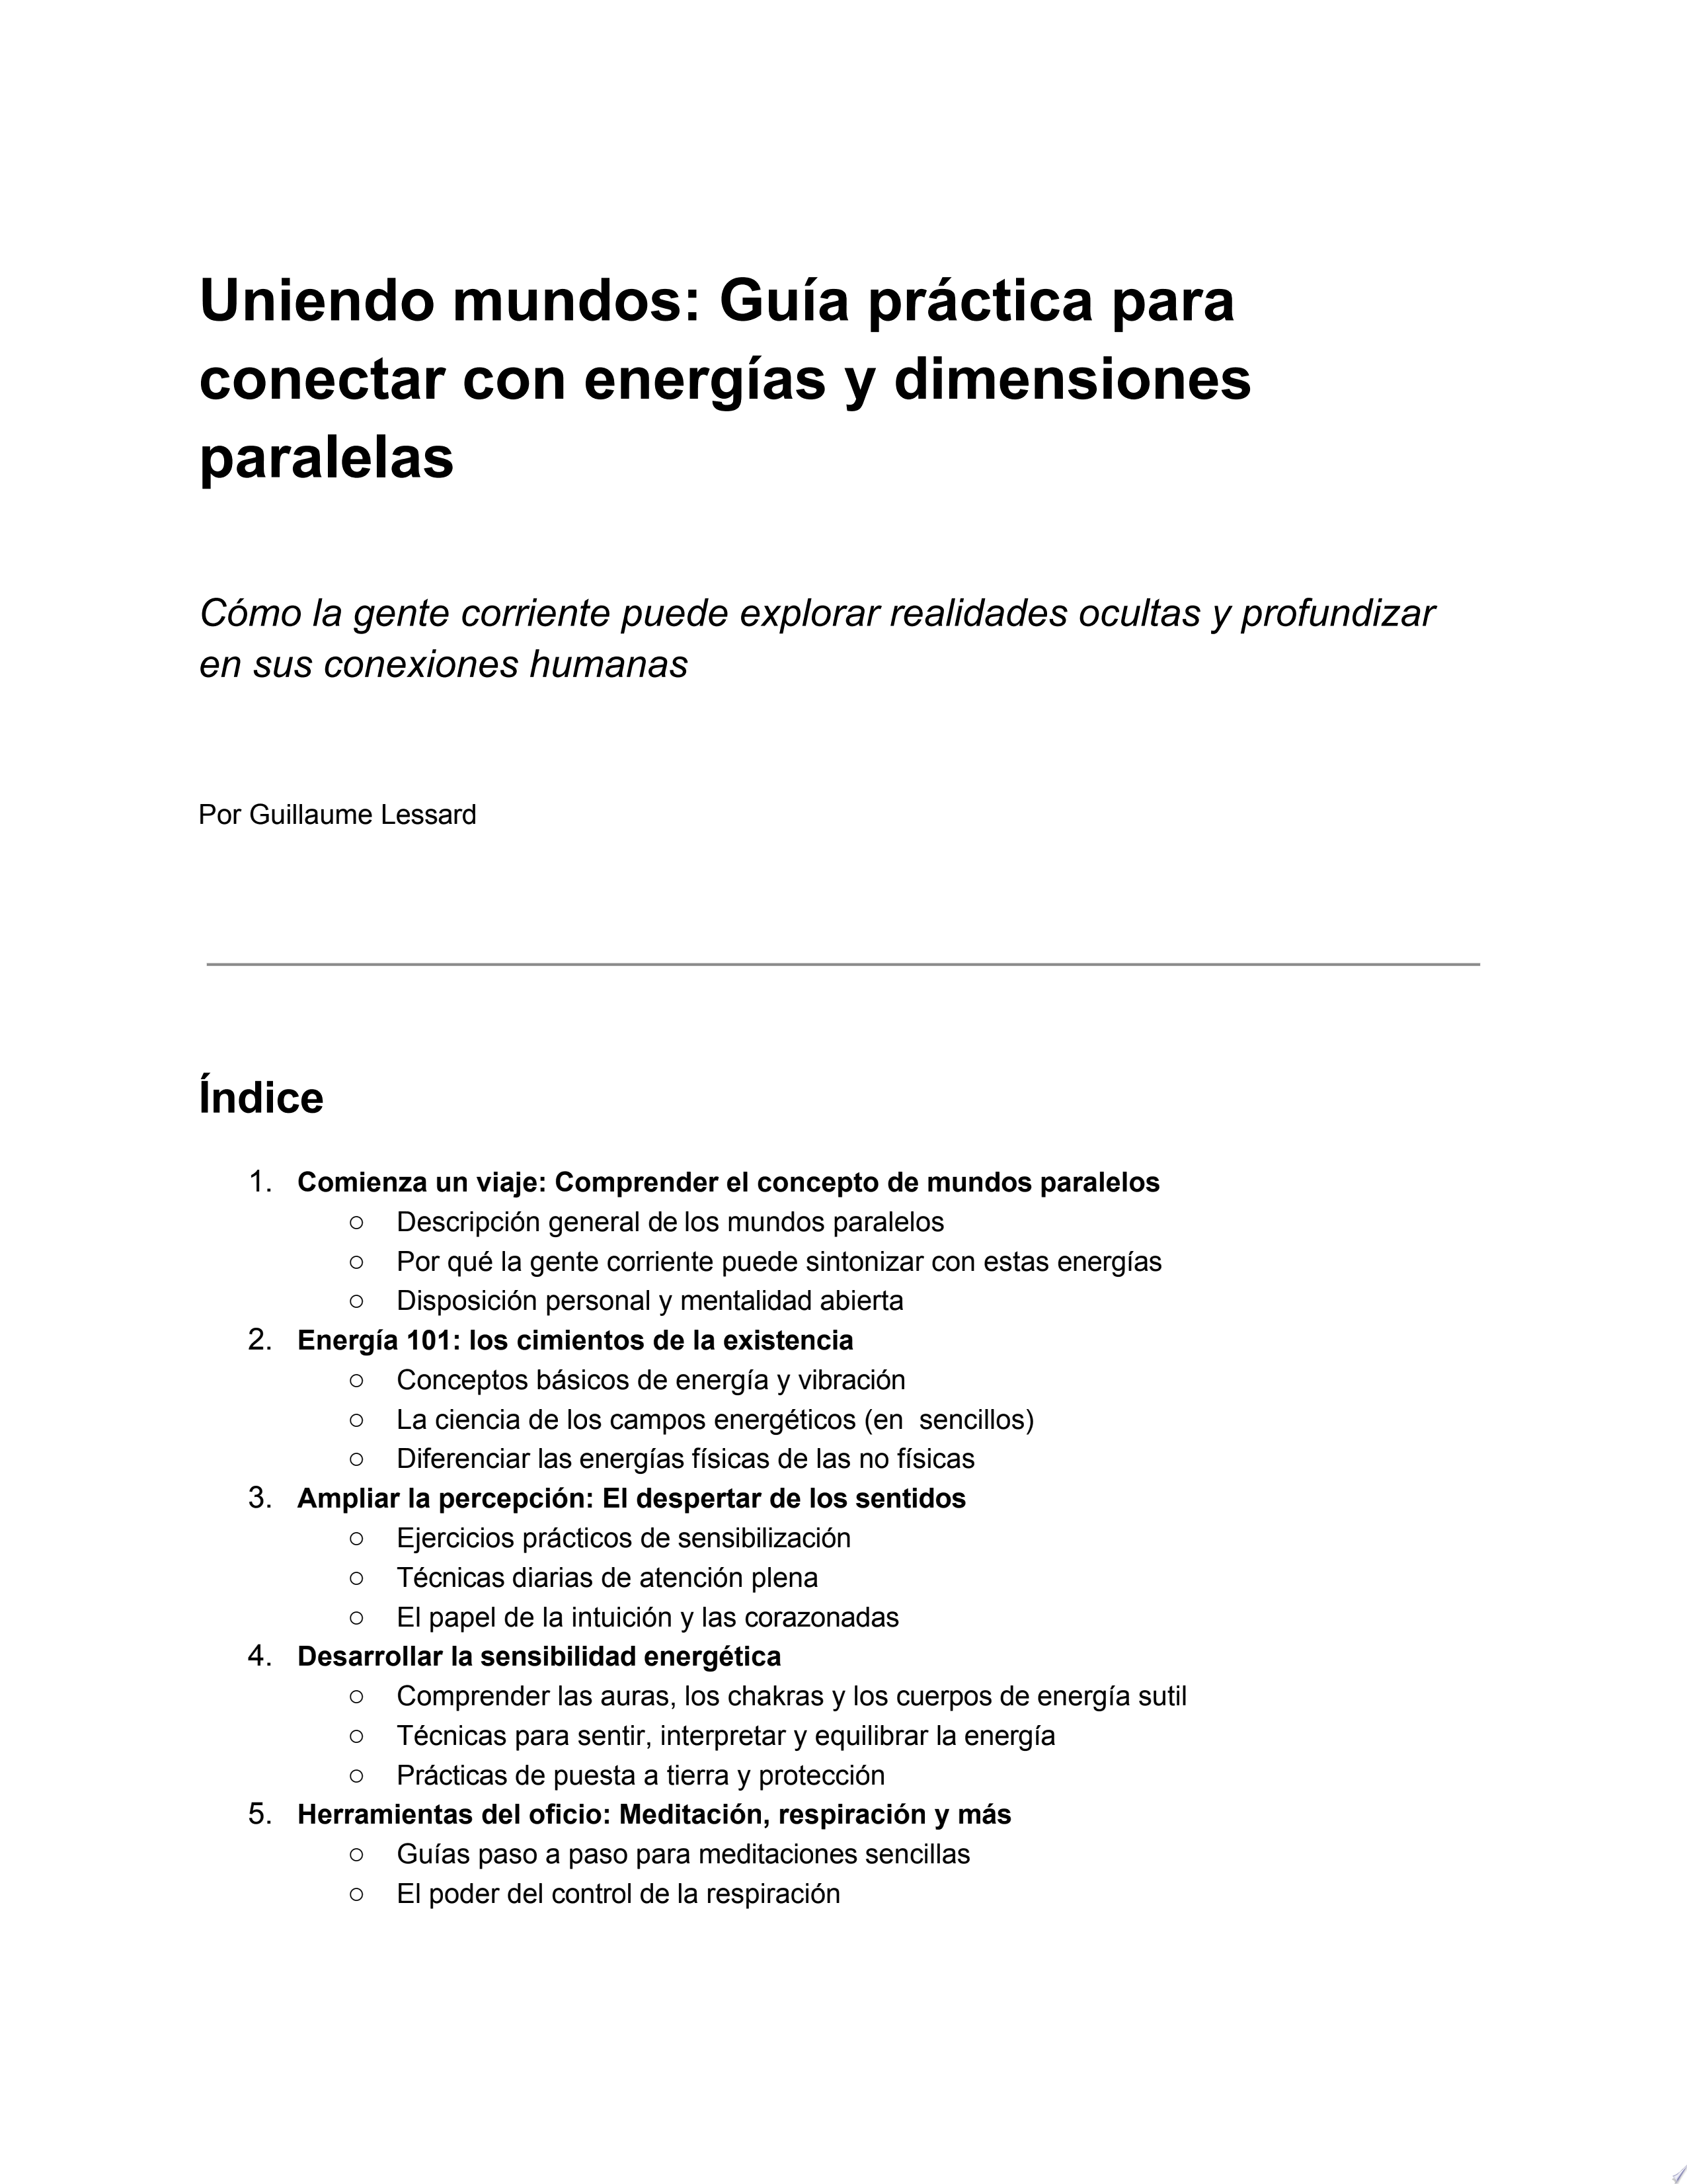 Uniendo mundos: Guía práctica para
conectar con energías y dimensiones
paralelas
Cómo la gente corriente puede explorar realidades ocultas y profundizar
en sus conexiones humanas
Por Guillaume Lessard
Índice
1. Comienza un viaje: Comprender el concepto de mundos paralelos
○ Descripción general de los mundos paralelos
○ Por qué la gente corriente puede sintonizar con estas energías
○ Disposición personal y mentalidad abierta
2. Energía 101: los cimientos de la existencia
○ Conceptos básicos de energía y vibración
○ La ciencia de los campos energéticos (en  sencillos)
○ Diferenciar las energías físicas de las no físicas
3. Ampliar la percepción: El despertar de los sentidos
○ Ejercicios prácticos de sensibilización
○ Técnicas diarias de atención plena
○ El papel de la intuición y las corazonadas
4. Desarrollar la sensibilidad energética
○ Comprender las auras, los chakras y los cuerpos de energía sutil
○ Técnicas para sentir, interpretar y equilibrar la energía
○ Prácticas de puesta a tierra y protección
5. Herramientas del oficio: Meditación, respiración y más
○ Guías paso a paso para meditaciones sencillas
○ El poder del control de la respiración